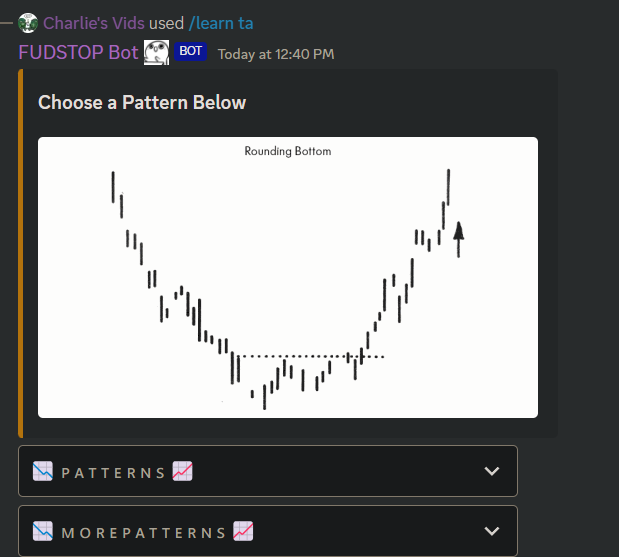 Charlie's Vids used /learn ta
FUDSTOP Bot BOT Today at 12:40 PM
Choose a Pattern Below
Rounding Bottom
PATTERNS
MOREPATTERNS